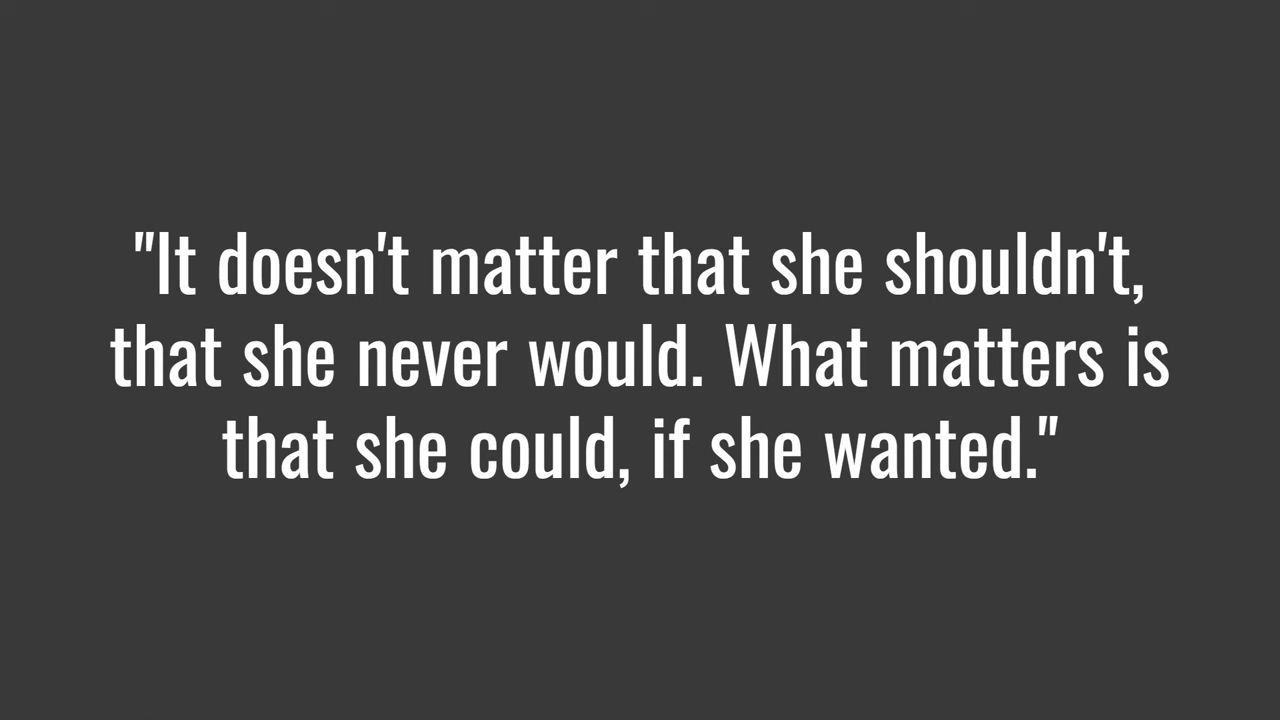 "It doesn't matter that she shouldn't,
that she never would. What matters is
that she could, if she wanted."